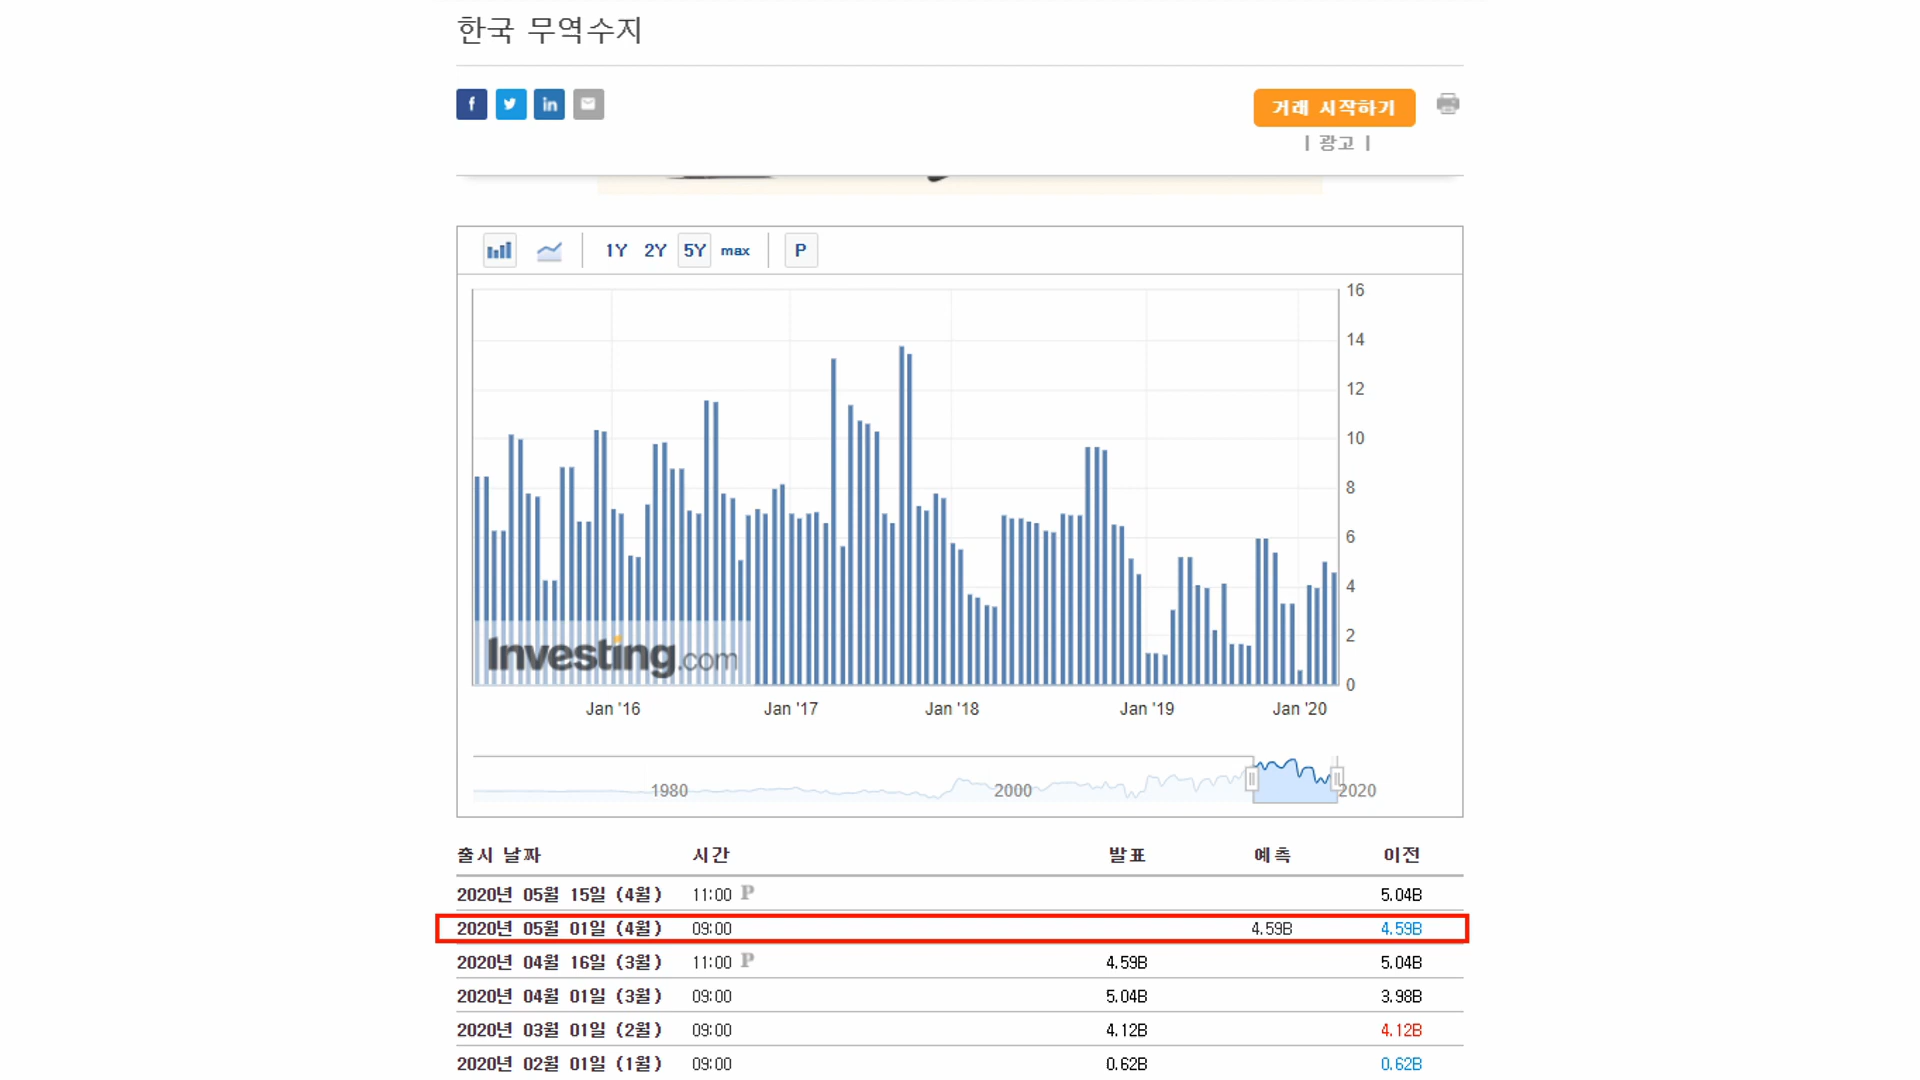 한국 무역수지
f in
거래 시작하기
| 광고 |
1Y 2Y 5Y max P
16
14
12
10
8
6
4
2
0
Investing.com
Jan '16 Jan '17 Jan '18 Jan '19 Jan '20
1980 2000 2020
출시 날짜 시간 발표 예측 이전
2020년 05월 15일 (4월) 11:00 P 5.04B
2020년 05월 01일 (4월) 09:00 4.59B 4.59B
2020년 04월 16일 (3월) 11:00 P 4.59B 5.04B
2020년 04월 01일 (3월) 09:00 5.04B 3.98B
2020년 03월 01일 (2월) 09:00 4.12B 4.12B
2020년 02월 01일 (1월) 09:00 0.62B 0.62B